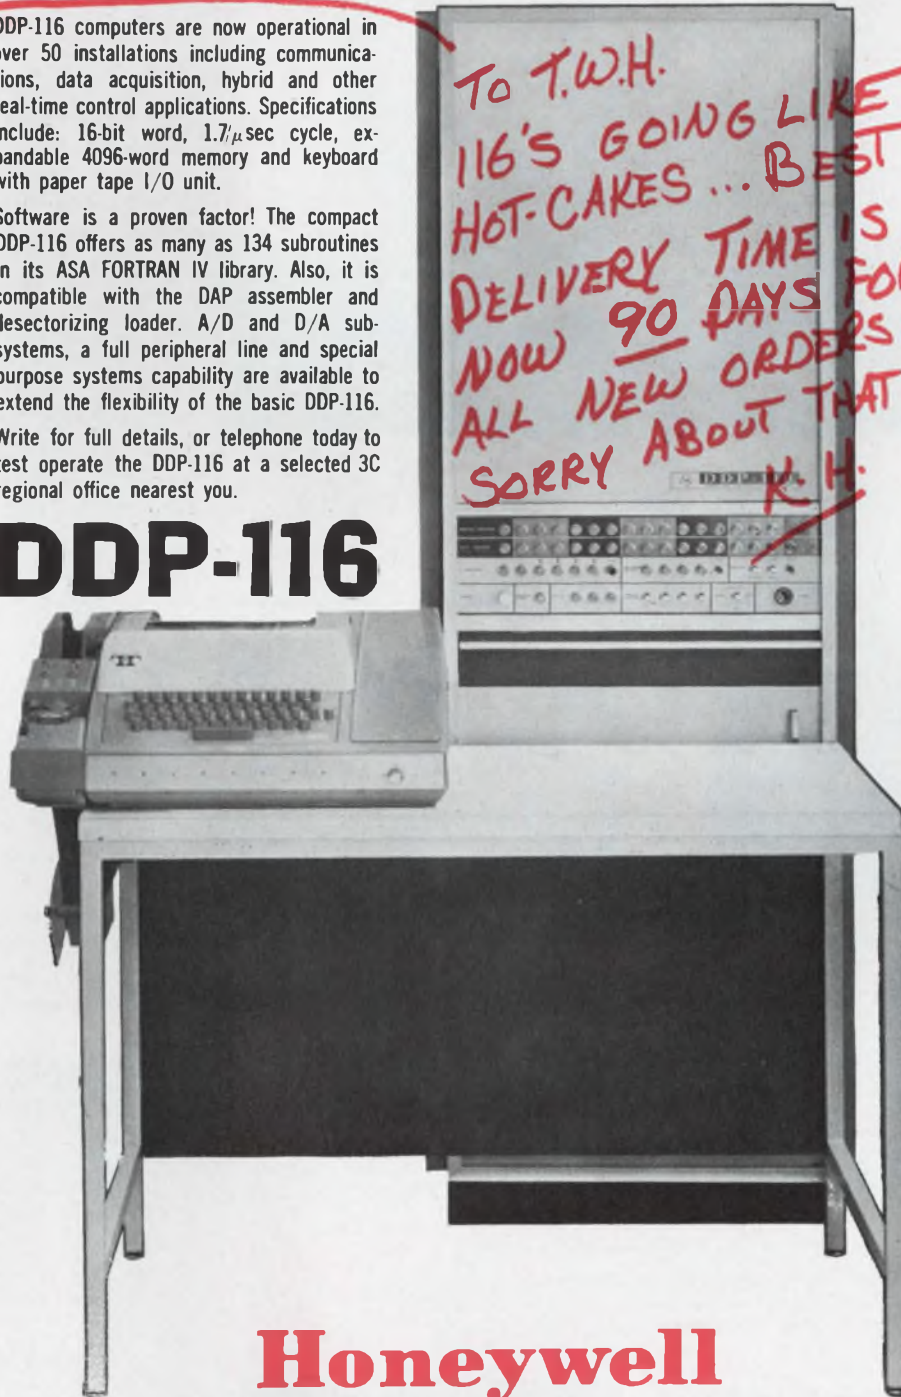 DDP-116 computers are now operational in
over 50 installations including communica-
tions, data acquisition, hybrid and other
real-time control applications. Specifications
include: 16-bit word, 1.7 μsec cycle, ex-
pandable 4096-word memory and keyboard
with paper tape I/O unit.
Software is a proven factor! The compact
DDP-116 offers as many as 134 subroutines
in its ASA FORTRAN IV library. Also, it is
compatible with the DAP assembler and
desectorizing loader. A/D and D/A sub-
systems, a full peripheral line and special
purpose systems capability are available to
extend the flexibility of the basic DDP-116.
Write for full details, or telephone today to
test operate the DDP-116 at a selected 3C
regional office nearest you.
DDP-116
TO T.W.H.
116'S GOING LIKE
HOT-CAKES... BEST
DELIVERY TIME IS
NOW 90 DAYS FOR
ALL NEW ORDERS
SORRY ABOUT THAT
K.H.
Honeywell